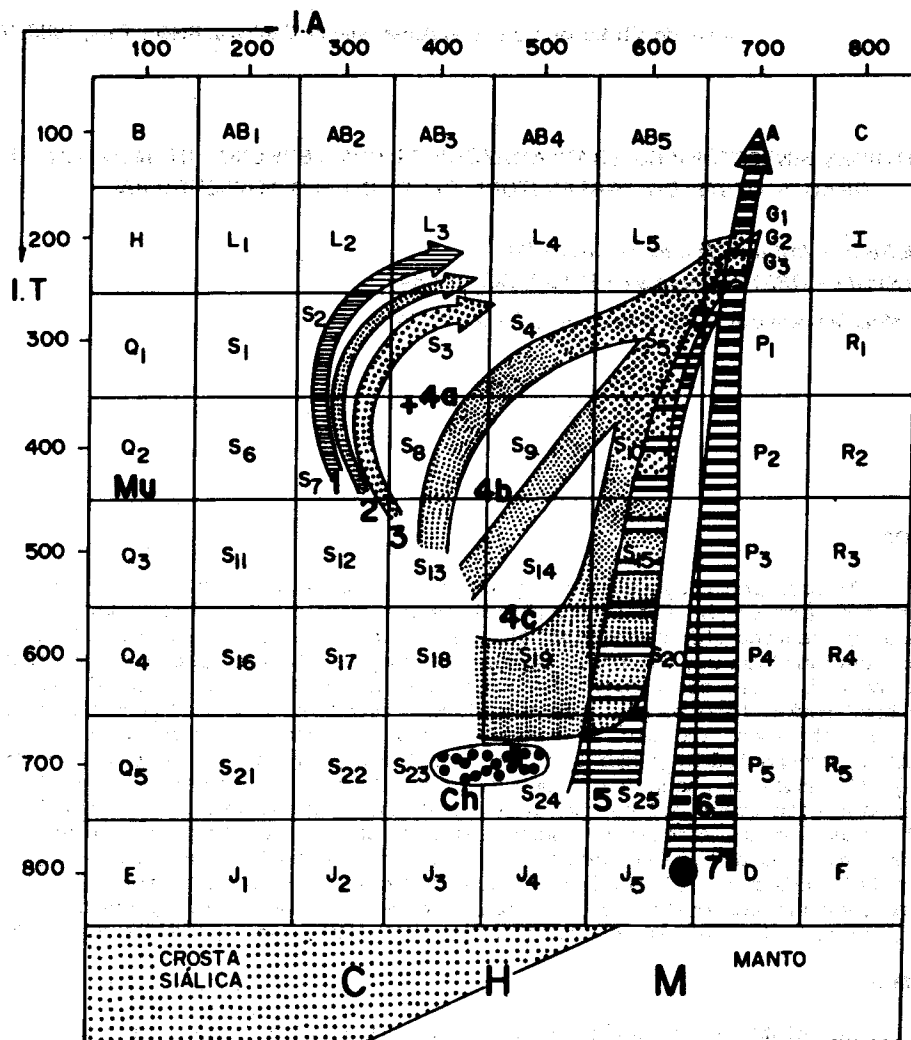 I.A
100 200 300 400 500 600 700 800
100 B AB1 AB2 AB3 AB4 AB5 A C
G1
200 H L1 L2 L3 L4 L5 G2 I
G3
I.T
S2 S4
300 Q1 S1 S3 P1 R1
+4a
400 Q2 S6 S8 S9 P2 R2
Mu S7 1 4b
2
3
500 Q3 S11 S12 S13 S14 S15 P3 R3
4c
600 Q4 S16 S17 S18 S19 S20 P4 R4
700 Q5 S21 S22 S23 P5 R5
Ch S24 5 S25 6
800 E J1 J2 J3 J4 J5 7 D F
CROSTA MANTO
SIÁLICA C H M